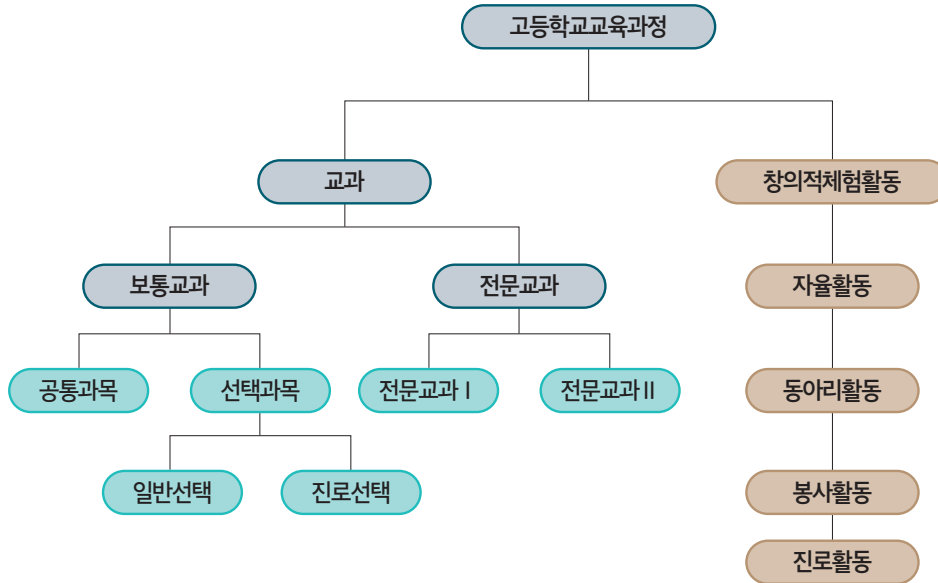 고등학교교육과정
교과
창의적체험활동
보통교과
전문교과
자율활동
공통과목
선택과목
전문교과 I
전문교과 II
동아리활동
일반선택
진로선택
봉사활동
진로활동